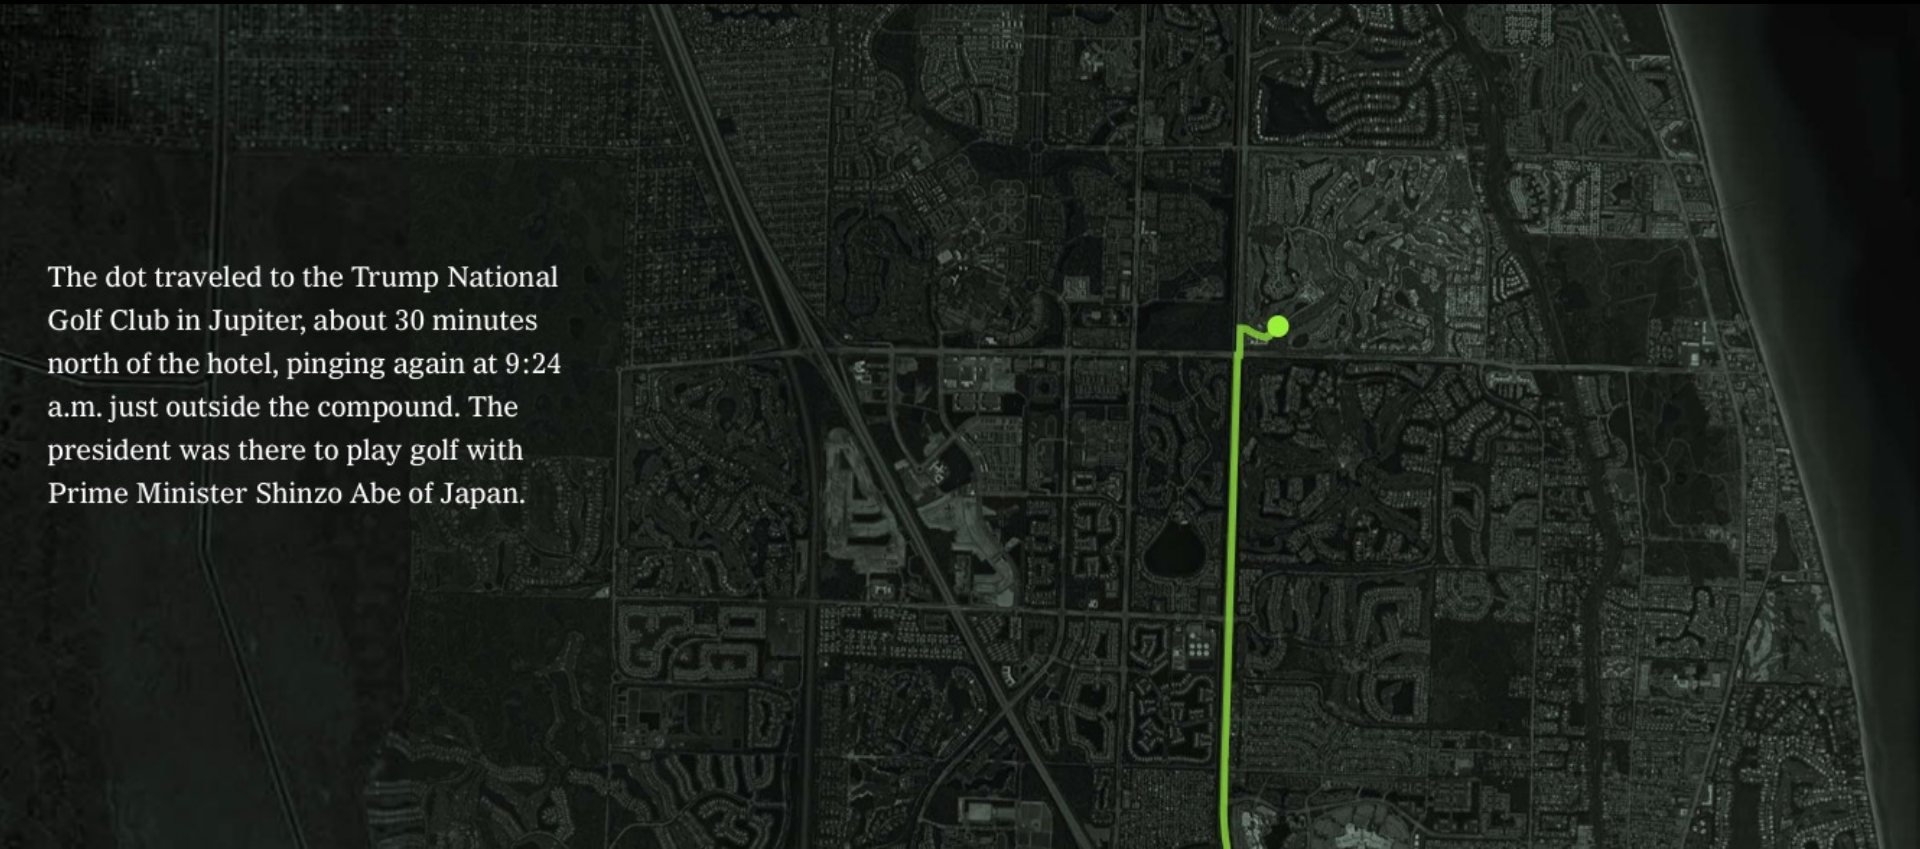 The dot traveled to the Trump National
Golf Club in Jupiter, about 30 minutes
north of the hotel, pinging again at 9:24
a.m. just outside the compound. The
president was there to play golf with
Prime Minister Shinzo Abe of Japan.